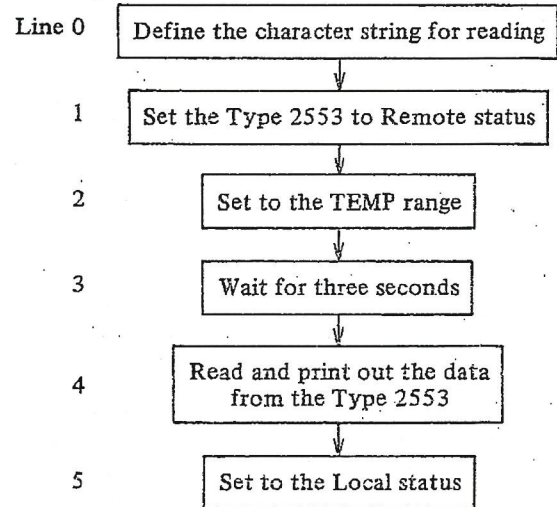 Line 0 Define the character string for reading
1 Set the Type 2553 to Remote status
2 Set to the TEMP range
3 Wait for three seconds
4 Read and print out the data
from the Type 2553
5 Set to the Local status